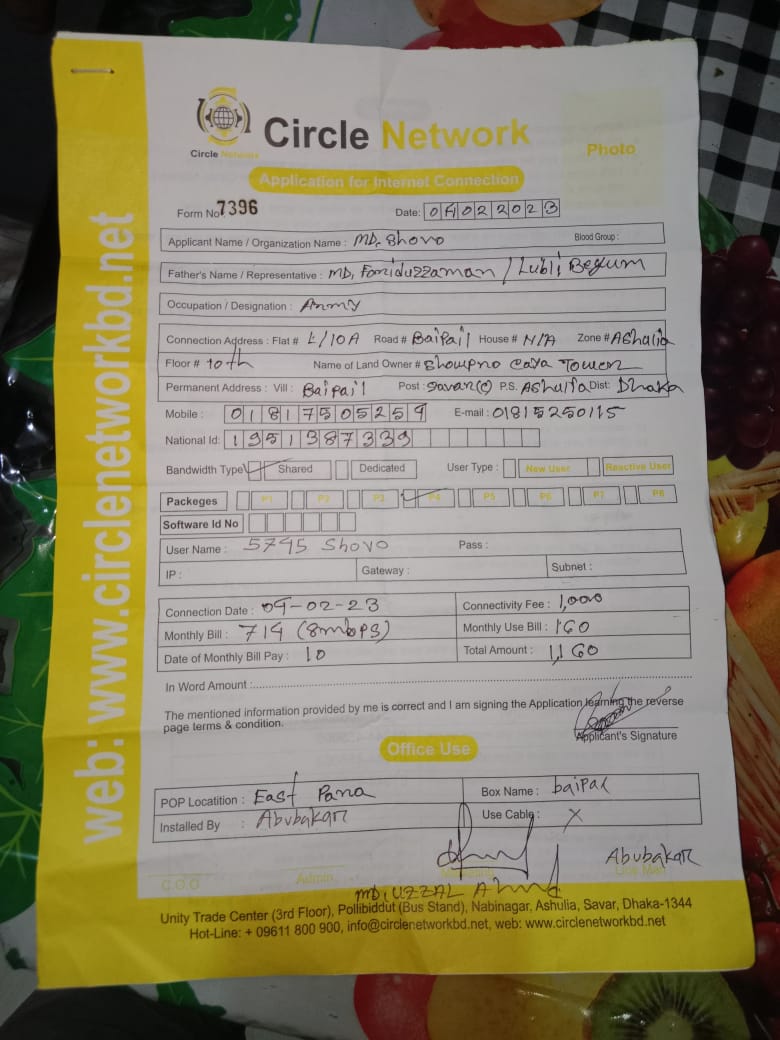 Circle Network
Circle Network
Photo
Application for Internet Connection
Form No 7396 Date: 04022023
Applicant Name / Organization Name : MD. Shovo Blood Group :
Father's Name / Representative : MD, Fariduzzaman / Lubli Begum
Occupation / Designation : Army
Connection Address : Flat # L/10A Road # Baipail House # N/A Zone # AShulia
Floor # 10th Name of Land Owner # Showpno Caya Tower
Permanent Address : Vill : Baipail Post : Savar(C) P.S. AShulia Dist: Dhaka
Mobile : 01817505259 E-mail : 01815250115
National Id: 1951387339
Bandwidth Type Shared Dedicated User Type : New User Reactive User
Packeges P1 P2 P3 P4 P5 P6 P7 P8
Software Id No
User Name : 5795 Shovo Pass :
IP : Gateway : Subnet :
Connection Date : 04-02-23 Connectivity Fee : 1,000
Monthly Bill : 714 (8mbPS) Monthly Use Bill : 160
Date of Monthly Bill Pay : 10 Total Amount : 1,160
In Word Amount :
The mentioned information provided by me is correct and I am signing the Application learning the reverse
page terms & condition.
Applicant's Signature
Office Use
POP Locatition : East Para Box Name : baipal
Installed By : Abubakar Use Cable : X
Abubakar
C.O.O Admin Line Man
MD, UZZAL Ahmed
Unity Trade Center (3rd Floor), Pollibiddut (Bus Stand), Nabinagar, Ashulia, Savar, Dhaka-1344
Hot-Line: + 09611 800 900, info@circlenetworkbd.net, web: www.circlenetworkbd.net
web: www.circlenetworkbd.net